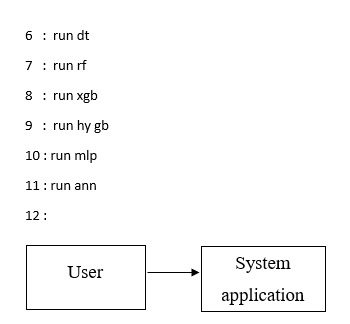 6 : run dt
7 : run rf
8 : run xgb
9 : run hy gb
10 : run mlp
11 : run ann
12 :
User
System
application